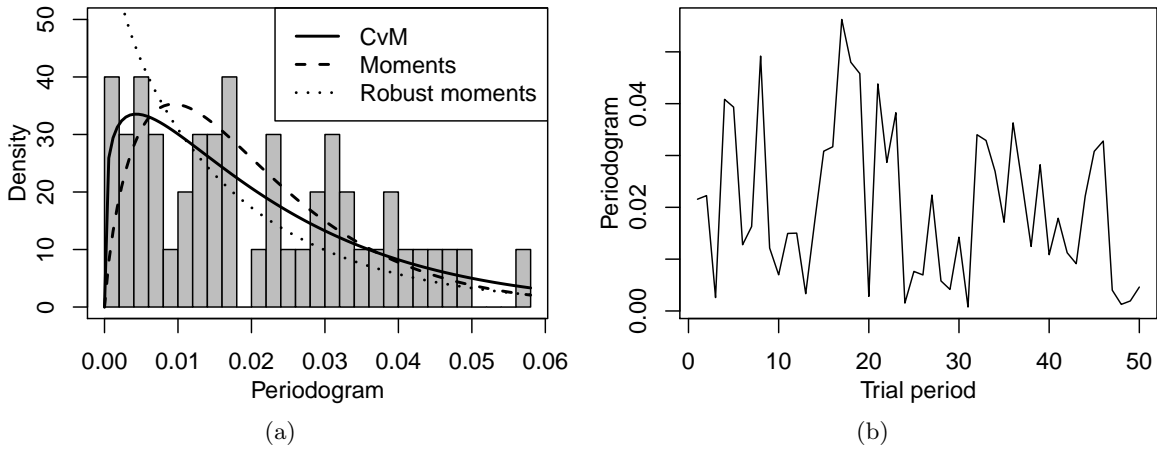 CvM
Moments
Robust moments
Density
50
40
30
20
10
0
0.00 0.01 0.02 0.03 0.04 0.05 0.06
Periodogram
(a)
Periodogram
0.04
0.02
0.00
0 10 20 30 40 50
Trial period
(b)